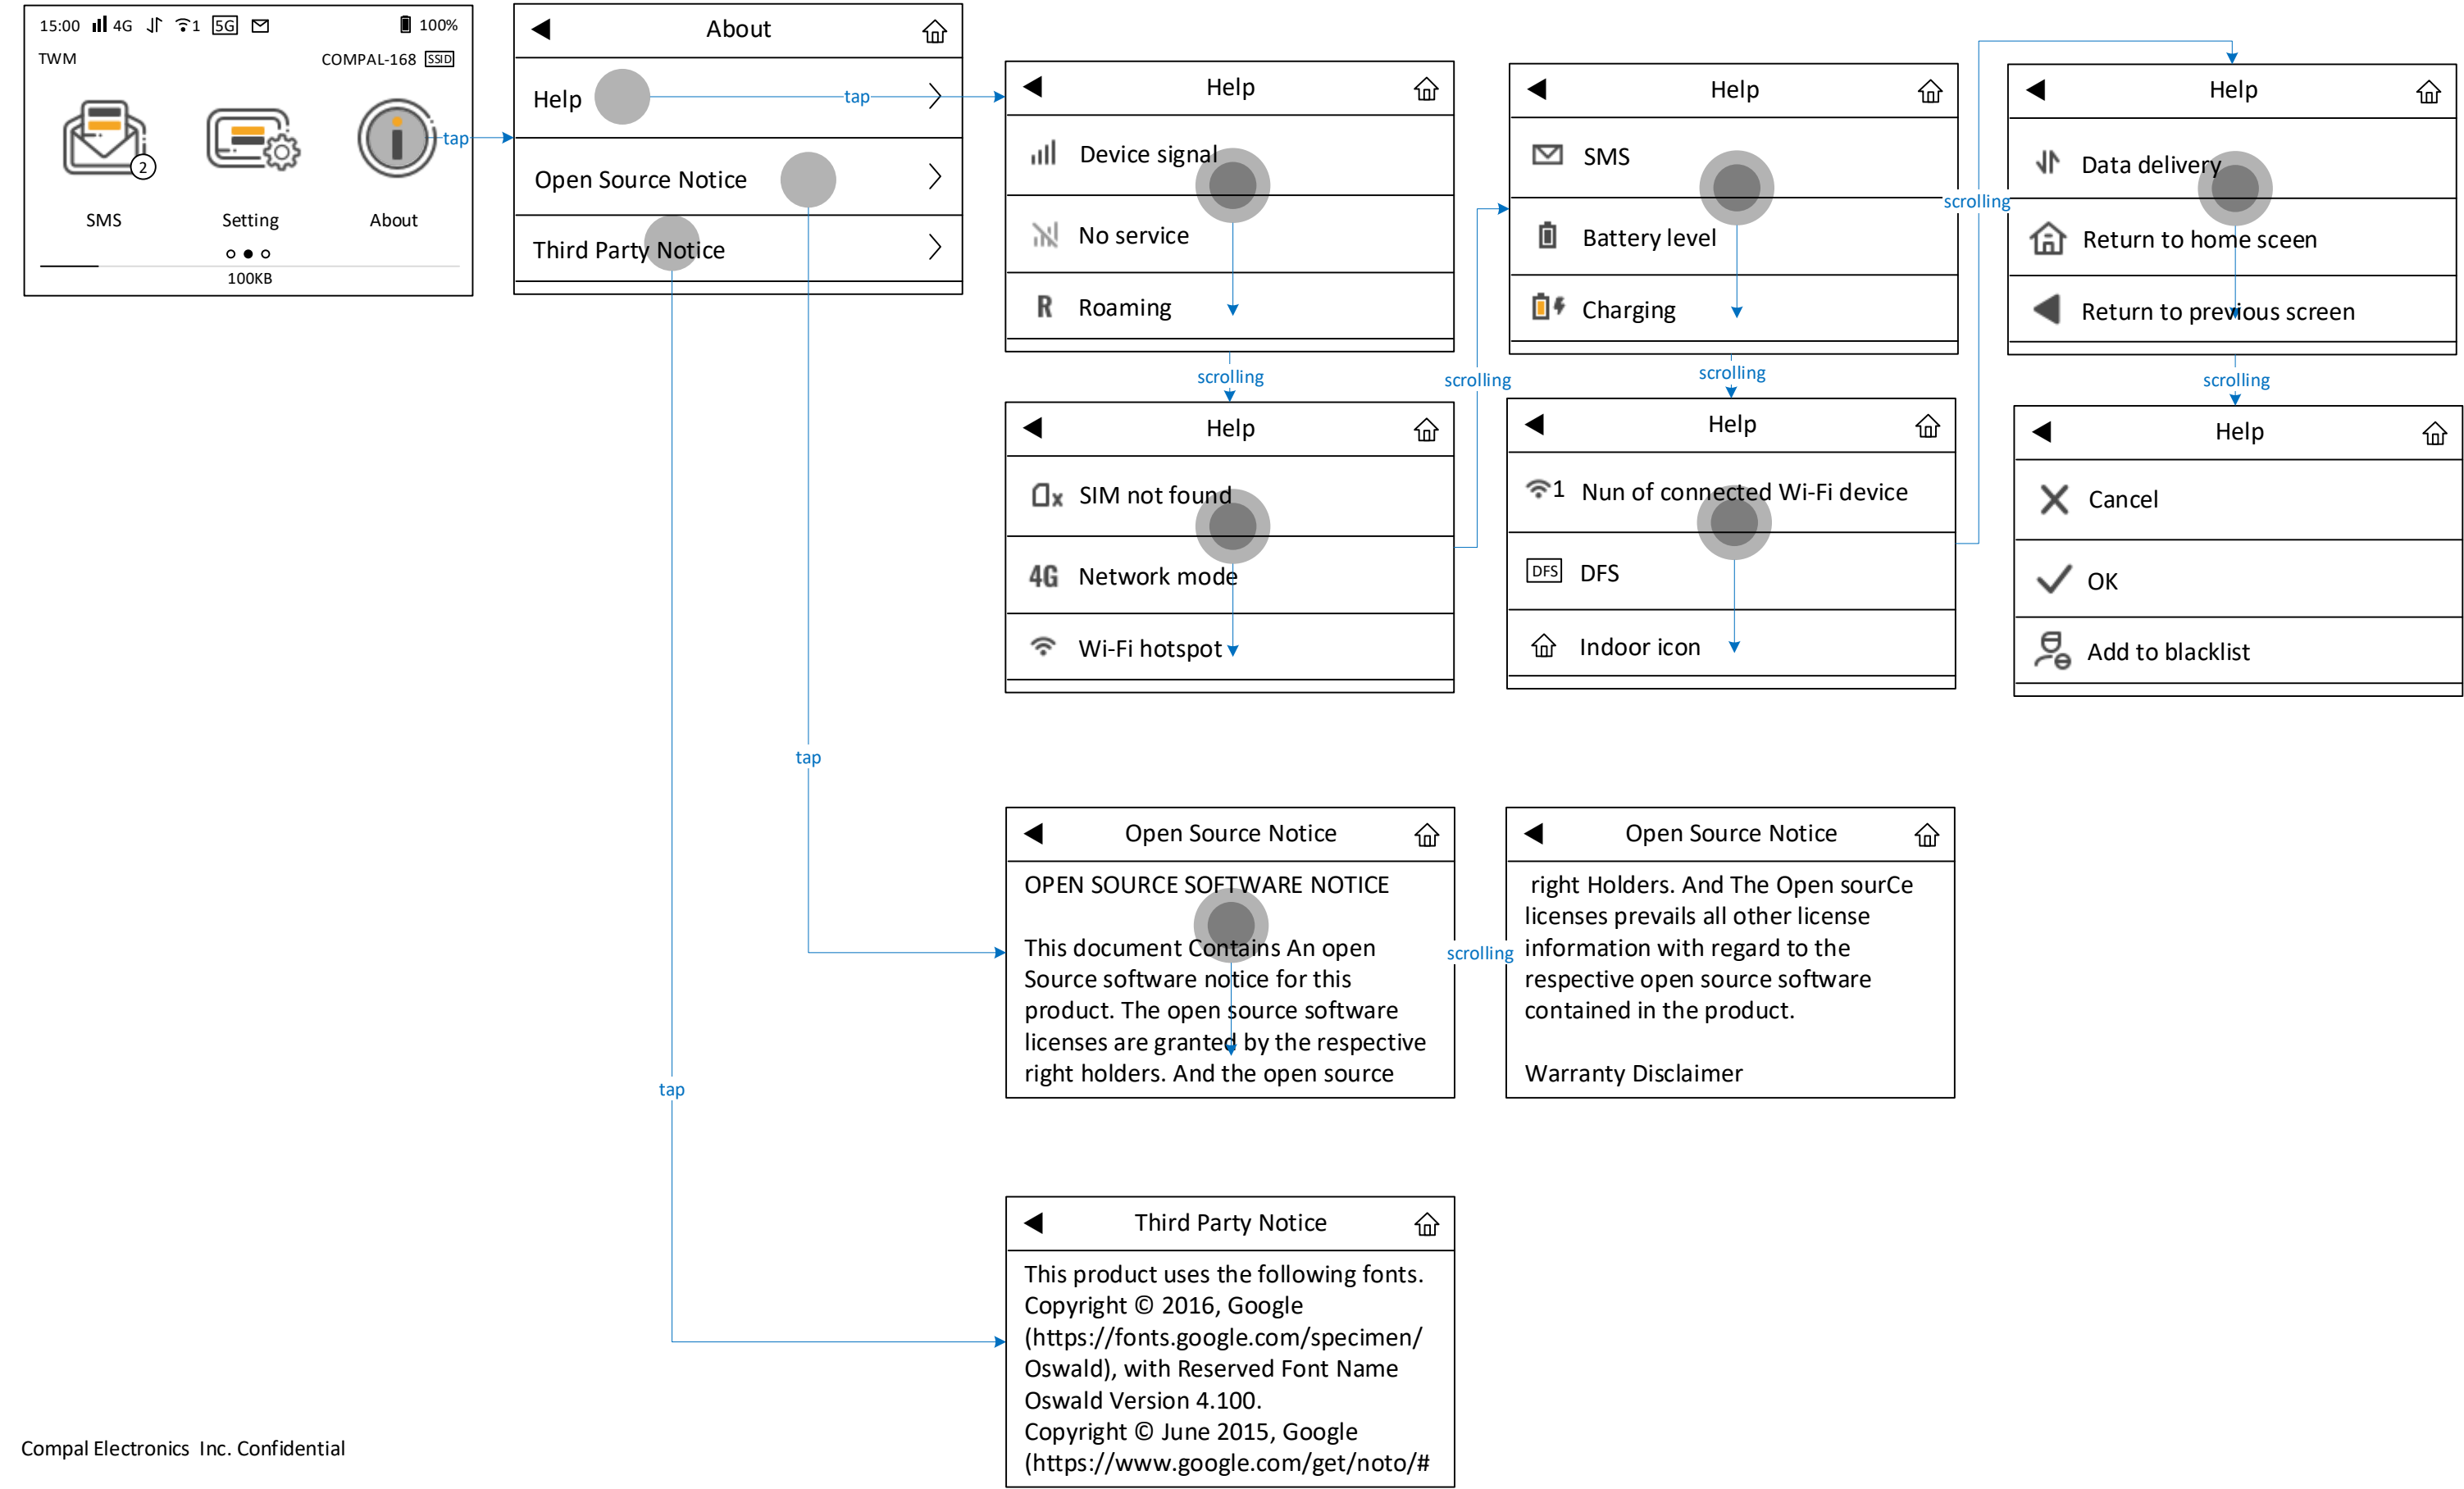 15:00 4G 1 5G 100%
TWM COMPAL-168 SSID
2
SMS Setting About
100KB
tap
About
Help
tap
Open Source Notice
Third Party Notice
tap
tap
Help
Device signal
No service
Roaming
scrolling
Help
SIM not found
4G Network mode
Wi-Fi hotspot
scrolling
Help
SMS
Battery level
Charging
scrolling
Help
1 Nun of connected Wi-Fi device
DFS DFS
Indoor icon
scrolling
Help
Data delivery
Return to home sceen
Return to previous screen
scrolling
Help
Cancel
OK
Add to blacklist
Open Source Notice
OPEN SOURCE SOFTWARE NOTICE
This document Contains An open
Source software notice for this
product. The open source software
licenses are granted by the respective
right holders. And the open source
scrolling
Open Source Notice
right Holders. And The Open sourCe
licenses prevails all other license
information with regard to the
respective open source software
contained in the product.
Warranty Disclaimer
Third Party Notice
This product uses the following fonts.
Copyright © 2016, Google
(https://fonts.google.com/specimen/
Oswald), with Reserved Font Name
Oswald Version 4.100.
Copyright © June 2015, Google
(https://www.google.com/get/noto/#
R
Compal Electronics Inc. Confidential